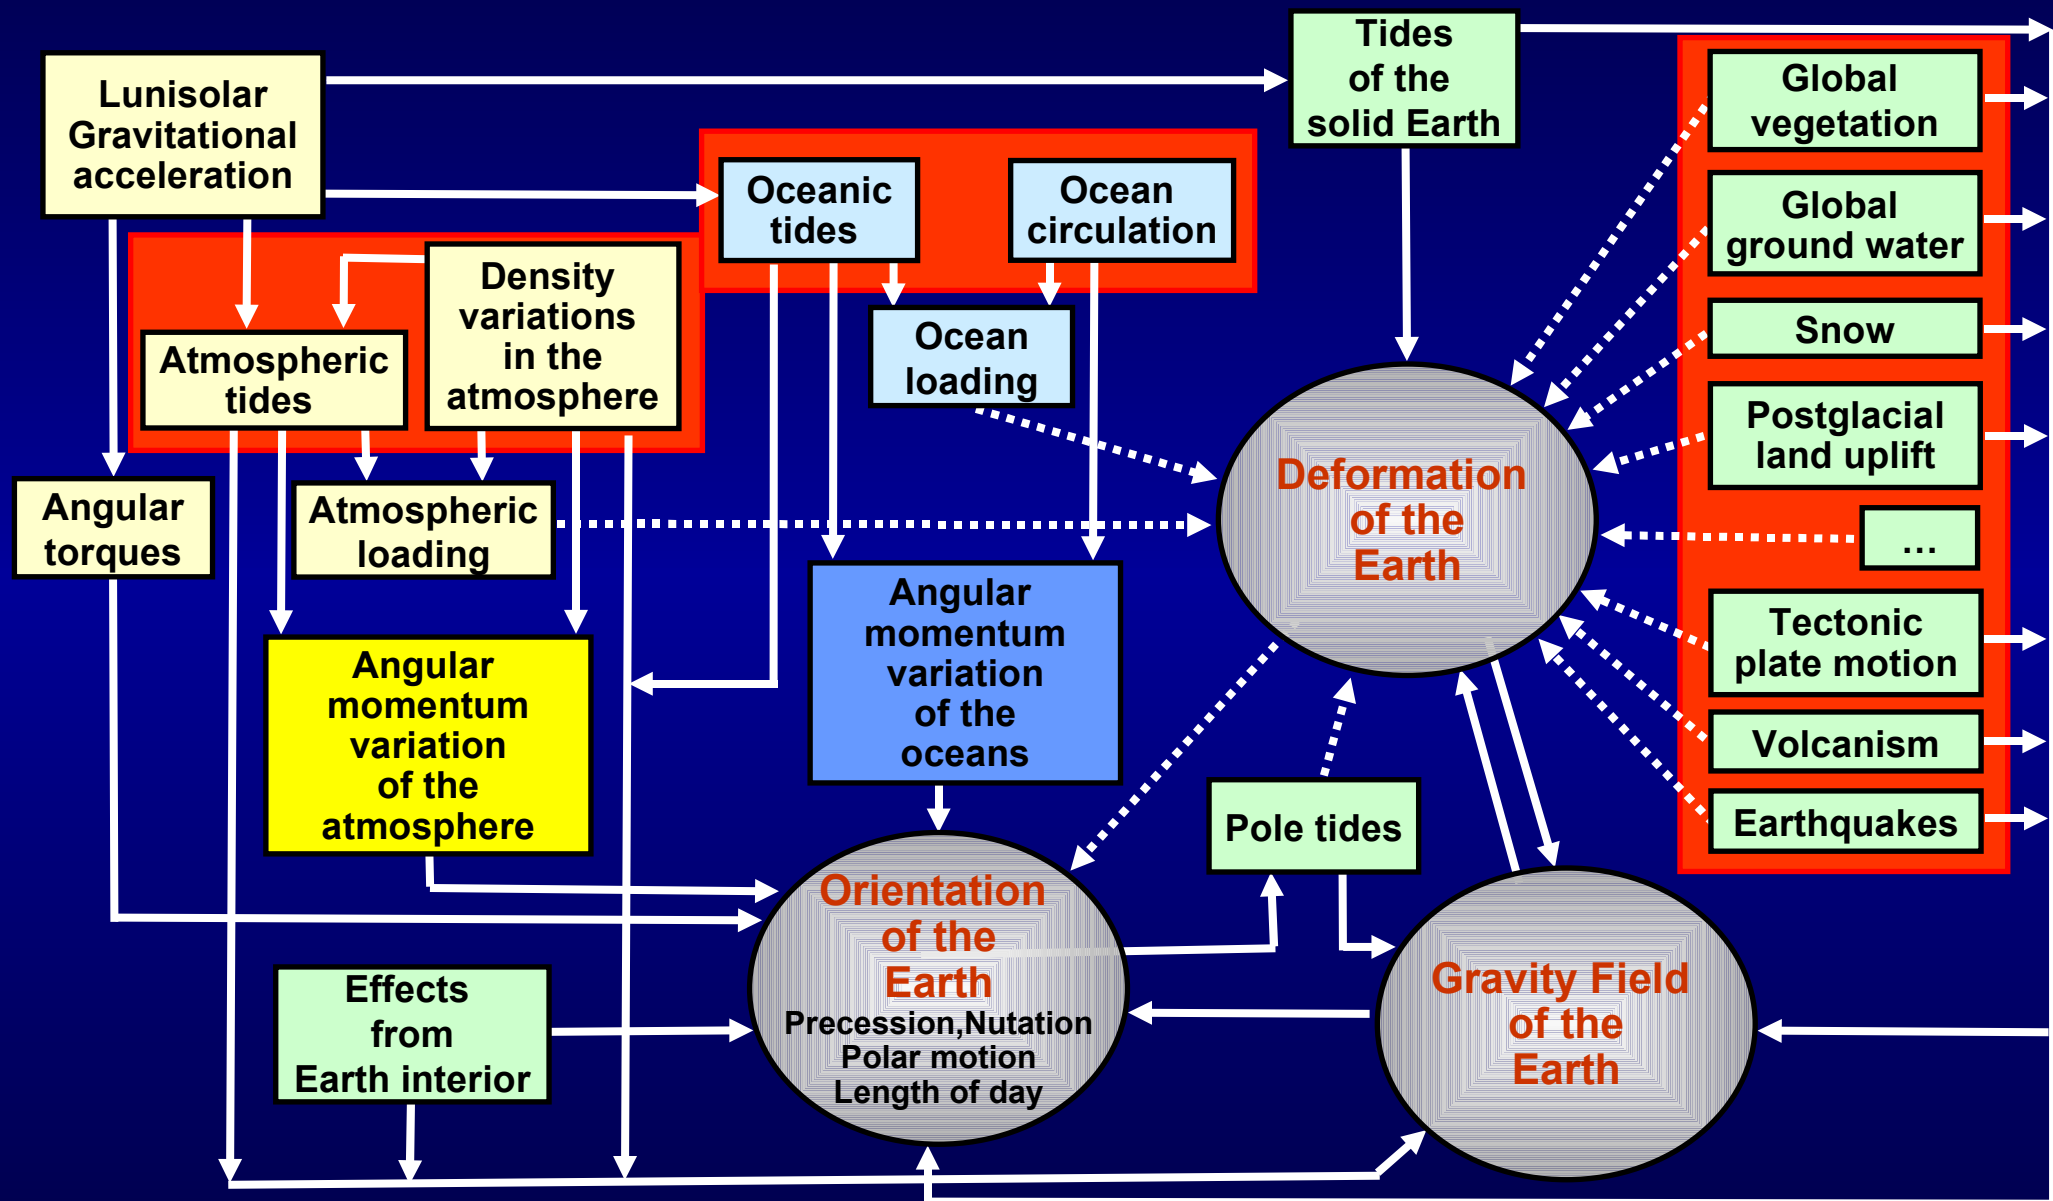 Lunisolar
Gravitational
acceleration
Tides
of the
solid Earth
Global
vegetation
Oceanic
tides
Ocean
circulation
Global
ground water
Density
variations
in the
atmosphere
Snow
Atmospheric
tides
Ocean
loading
Postglacial
land uplift
Angular
torques
Atmospheric
loading
Deformation
of the
Earth
...
Angular
momentum
variation
of the
oceans
Tectonic
plate motion
Angular
momentum
variation
of the
atmosphere
Volcanism
Pole tides
Earthquakes
Orientation
of the
Earth
Precession,Nutation
Polar motion
Length of day
Gravity Field
of the
Earth
Effects
from
Earth interior